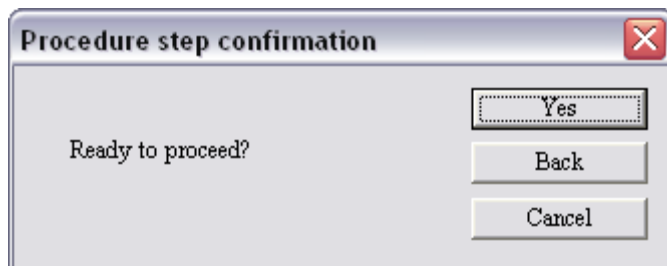 Procedure step confirmation
Yes
Ready to proceed?
Back
Cancel